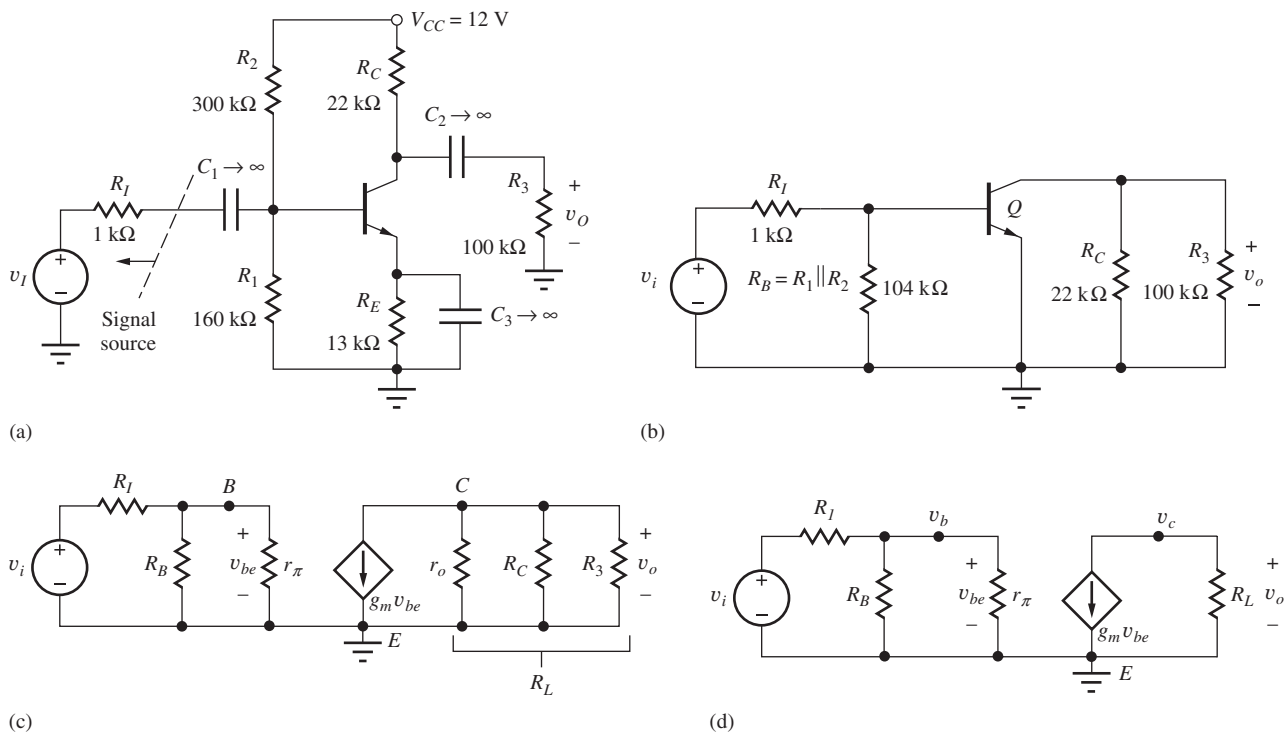 V_CC = 12 V
R_2
300 kΩ
R_C
22 kΩ
C_2 → ∞
C_1 → ∞
R_I
1 kΩ
R_3
+
v_O
−
100 kΩ
v_I
+
−
Signal
source
R_1
160 kΩ
R_E
13 kΩ
C_3 → ∞
(a)
R_I
1 kΩ
Q
v_i
+
−
R_B = R_1 || R_2
104 kΩ
R_C
22 kΩ
R_3
100 kΩ
+
v_o
−
(b)
R_I
B
C
v_i
+
−
R_B
+
v_be
−
r_π
g_m v_be
r_o
R_C
R_3
+
v_o
−
E
R_L
(c)
R_I
v_b
v_c
v_i
+
−
R_B
+
v_be
−
r_π
g_m v_be
R_L
+
v_o
−
E
(d)